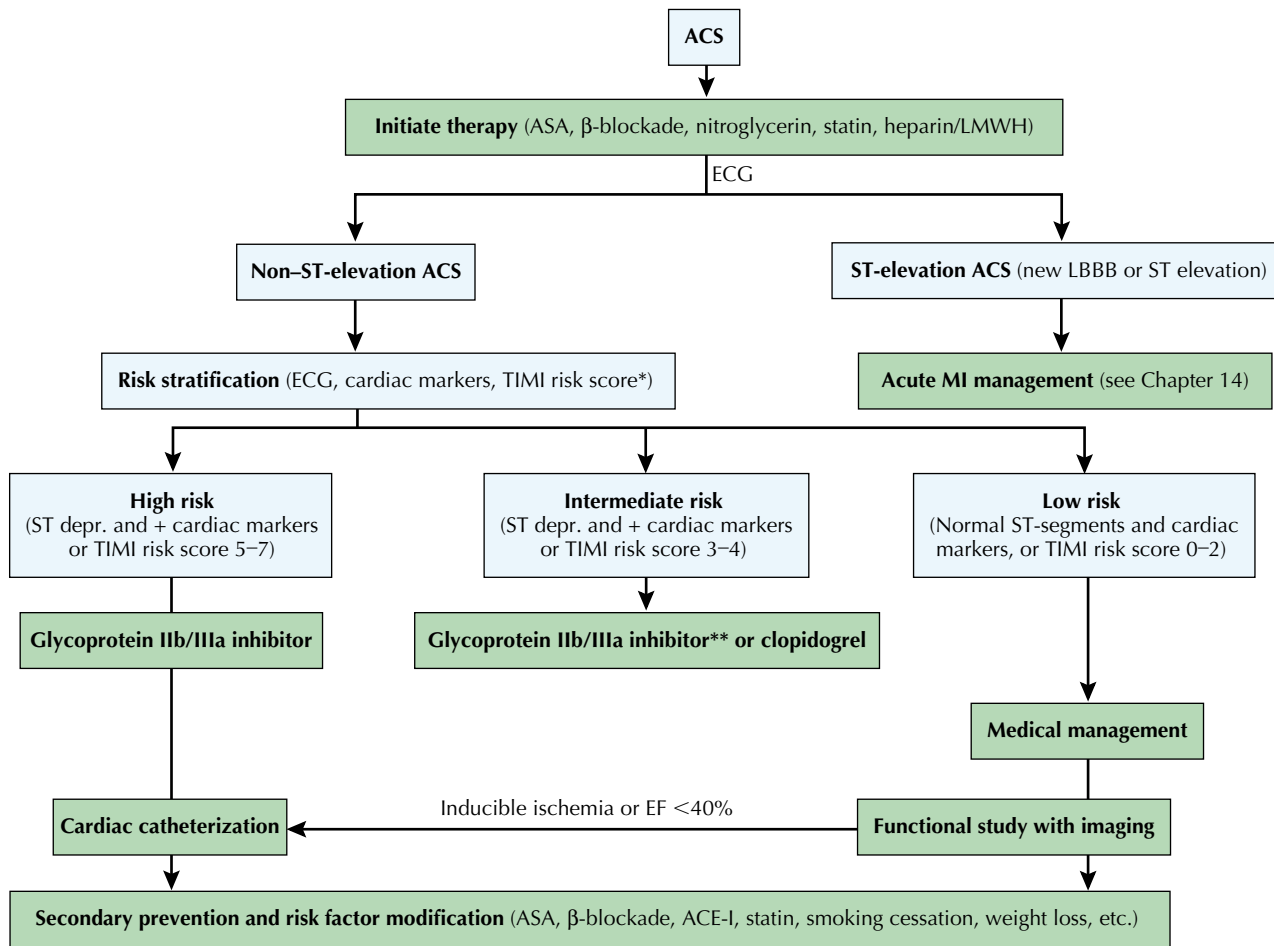 ACS
Initiate therapy (ASA, β-blockade, nitroglycerin, statin, heparin/LMWH)
ECG
Non–ST-elevation ACS
ST-elevation ACS (new LBBB or ST elevation)
Risk stratification (ECG, cardiac markers, TIMI risk score*)
Acute MI management (see Chapter 14)
High risk
(ST depr. and + cardiac markers
or TIMI risk score 5–7)
Intermediate risk
(ST depr. and + cardiac markers
or TIMI risk score 3–4)
Low risk
(Normal ST-segments and cardiac
markers, or TIMI risk score 0–2)
Glycoprotein IIb/IIIa inhibitor
Glycoprotein IIb/IIIa inhibitor** or clopidogrel
Medical management
Cardiac catheterization
Inducible ischemia or EF <40%
Functional study with imaging
Secondary prevention and risk factor modification (ASA, β-blockade, ACE-I, statin, smoking cessation, weight loss, etc.)